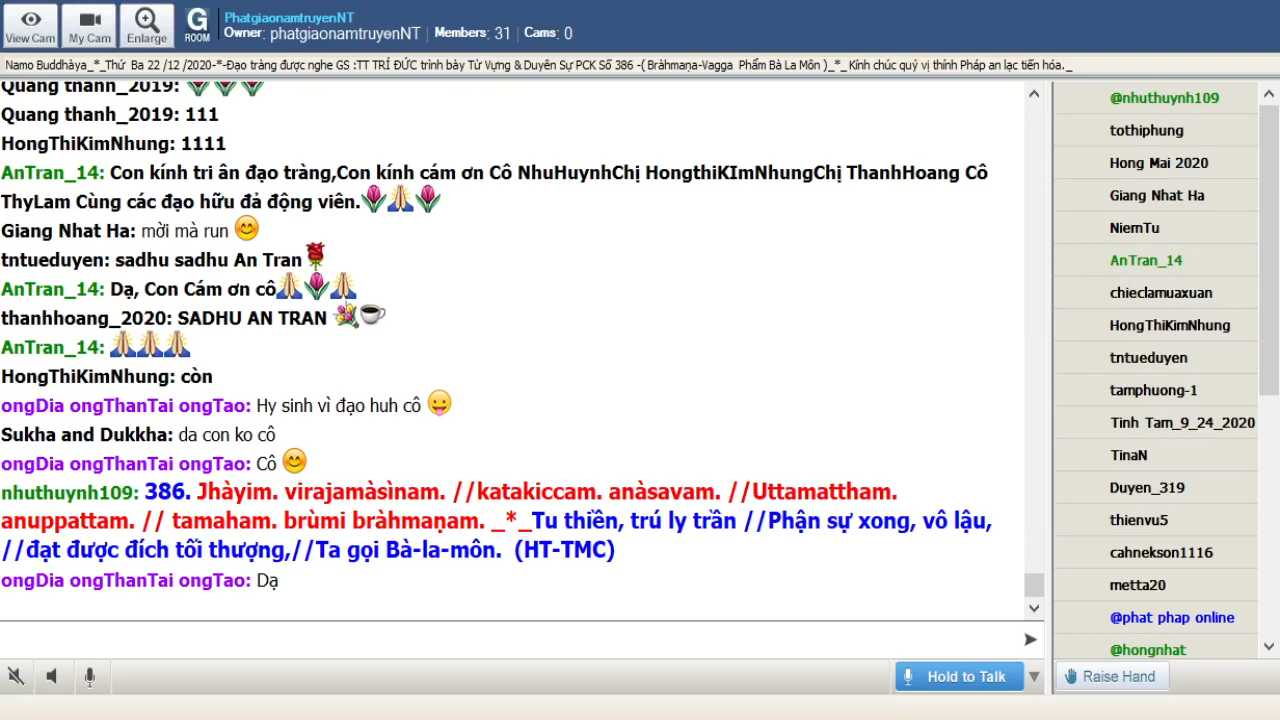 View Cam
My Cam
Enlarge
G
ROOM
PhatgiaonamtruyenNT
Owner: phatgiaonamtruyenNT | Members: 31 | Cams: 0
Namo Buddhàya_*_Thứ Ba 22 /12 /2020-*-Đạo tràng được nghe GS :TT TRÍ ĐỨC trình bày Từ Vựng & Duyên Sự PCK Số 386 -( Bràhmaṇa-Vagga Phẩm Bà La Môn )_*_ Kính chúc quý vị thính Pháp an lạc tiến hóa._
Quang thanh_2019:
Quang thanh_2019: 111
HongThiKimNhung: 1111
AnTran_14: Con kính tri ân đạo tràng,Con kính cám ơn Cô NhuHuynhChị HongthiKImNhungChị ThanhHoang Cô
ThyLam Cùng các đạo hữu đả động viên.
Giang Nhat Ha: mời mà run
tntueduyen: sadhu sadhu An Tran
AnTran_14: Dạ, Con Cám ơn cô
thanhhoang_2020: SADHU AN TRAN
AnTran_14:
HongThiKimNhung: còn
ongDia ongThanTai ongTao: Hy sinh vì đạo huh cô
Sukha and Dukkha: da con ko cô
ongDia ongThanTai ongTao: Cô
nhuthuynh109: 386. Jhàyim. virajamàsìnam. //katakiccam. anàsavam. //Uttamattham.
anuppattam. // tamaham. brùmi bràhmaṇam. _*_Tu thiền, trú ly trần //Phận sự xong, vô lậu,
//đạt được đích tối thượng,//Ta gọi Bà-la-môn. (HT-TMC)
ongDia ongThanTai ongTao: Dạ
Hold to Talk
@nhuthuynh109
tothiphung
Hong Mai 2020
Giang Nhat Ha
NiemTu
AnTran_14
chieclamuaxuan
HongThiKimNhung
tntueduyen
tamphuong-1
Tinh Tam_9_24_2020
TinaN
Duyen_319
thienvu5
cahnekson1116
metta20
@phat phap online
@hongnhat
Raise Hand